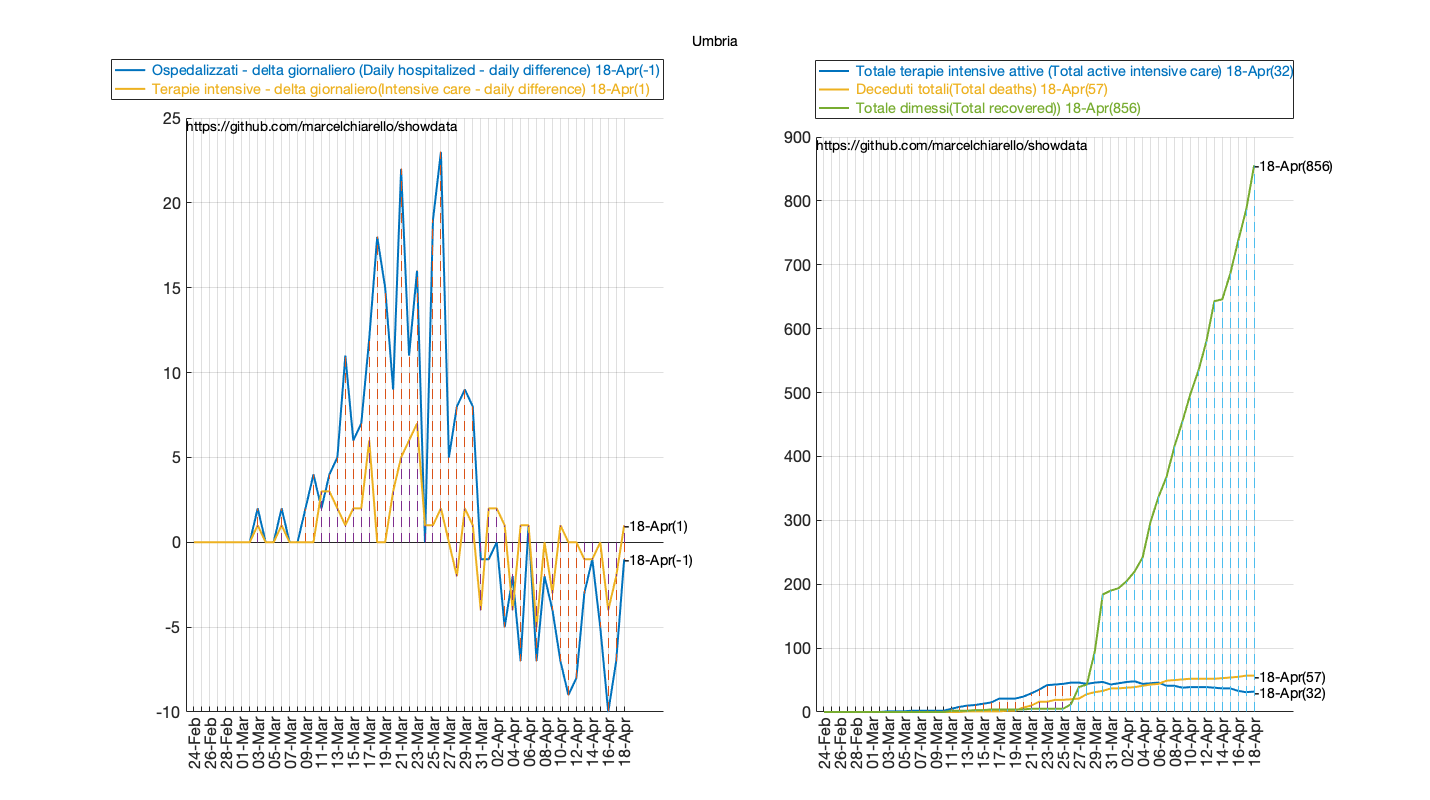 Umbria
Ospedalizzati - delta giornaliero (Daily hospitalized - daily difference) 18-Apr(-1)
Terapie intensive - delta giornaliero(Intensive care - daily difference) 18-Apr(1)
https://github.com/marcelchiarello/showdata
25
20
15
10
5
0
-5
-10
18-Apr(1)
18-Apr(-1)
24-Feb
26-Feb
28-Feb
01-Mar
03-Mar
05-Mar
07-Mar
09-Mar
11-Mar
13-Mar
15-Mar
17-Mar
19-Mar
21-Mar
23-Mar
25-Mar
27-Mar
29-Mar
31-Mar
02-Apr
04-Apr
06-Apr
08-Apr
10-Apr
12-Apr
14-Apr
16-Apr
18-Apr
Totale terapie intensive attive (Total active intensive care) 18-Apr(32)
Deceduti totali(Total deaths) 18-Apr(57)
Totale dimessi(Total recovered)) 18-Apr(856)
https://github.com/marcelchiarello/showdata
900
800
700
600
500
400
300
200
100
0
18-Apr(856)
18-Apr(57)
18-Apr(32)
24-Feb
26-Feb
28-Feb
01-Mar
03-Mar
05-Mar
07-Mar
09-Mar
11-Mar
13-Mar
15-Mar
17-Mar
19-Mar
21-Mar
23-Mar
25-Mar
27-Mar
29-Mar
31-Mar
02-Apr
04-Apr
06-Apr
08-Apr
10-Apr
12-Apr
14-Apr
16-Apr
18-Apr